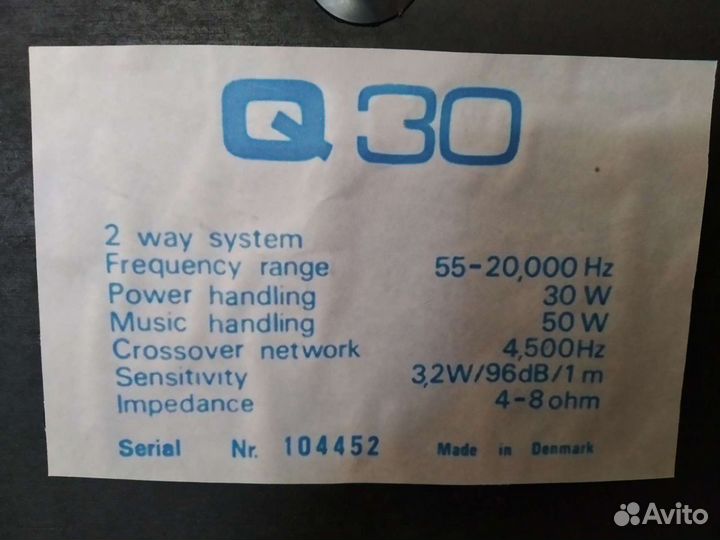 Q 30
2 way system
Frequency range 55-20,000 Hz
Power handling 30 W
Music handling 50 W
Crossover network 4,500Hz
Sensitivity 3,2W/96dB/1m
Impedance 4-8 ohm
Serial Nr. 104452 Made in Denmark
Avito